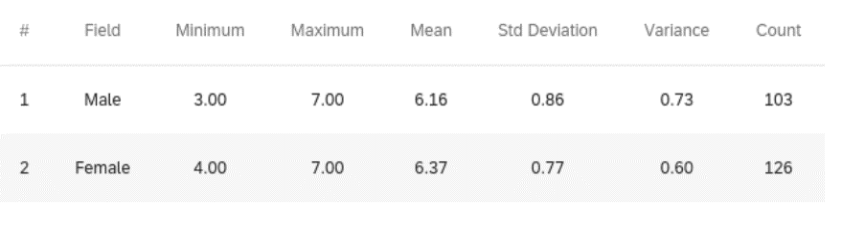 # Field Minimum Maximum Mean Std Deviation Variance Count
1 Male 3.00 7.00 6.16 0.86 0.73 103
2 Female 4.00 7.00 6.37 0.77 0.60 126